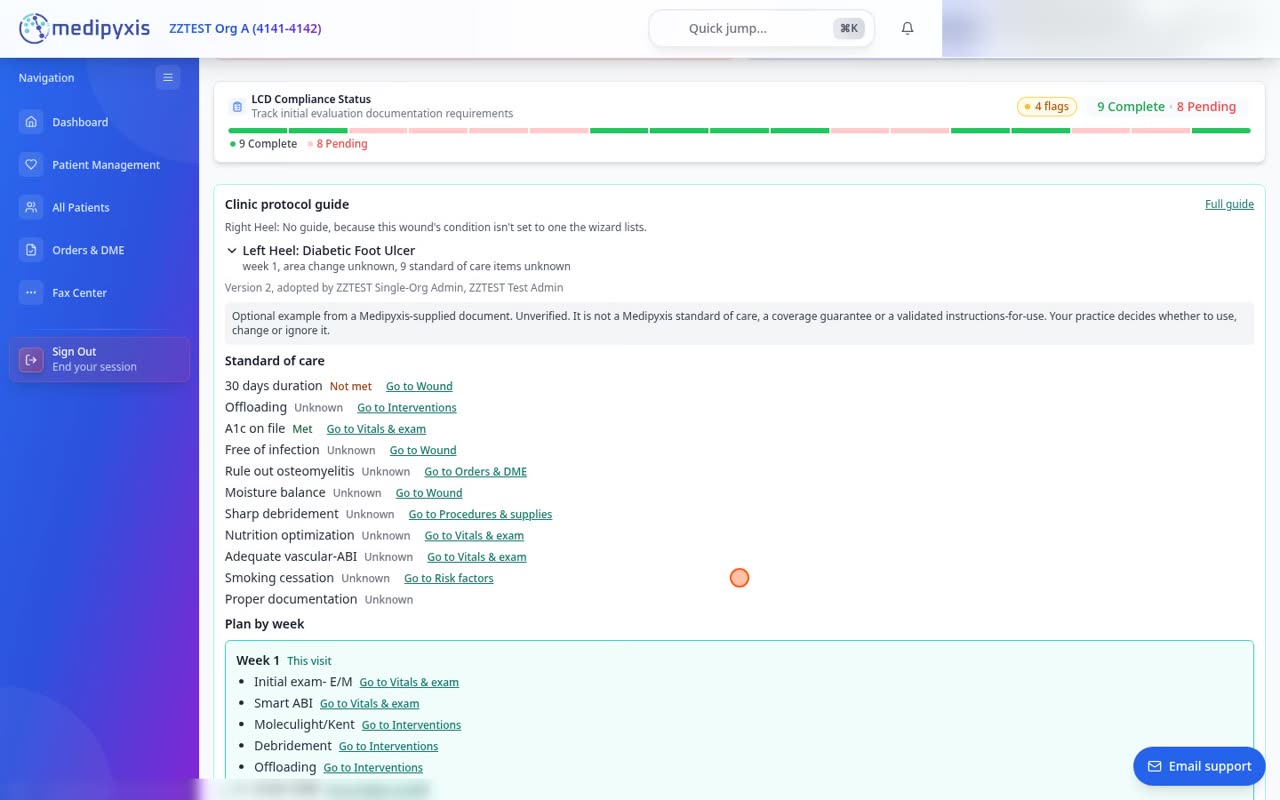 medipyxis
ZZTEST Org A (4141-4142)
Quick jump...
⌘K
Navigation
Dashboard
Patient Management
All Patients
Orders & DME
Fax Center
Sign Out
End your session
LCD Compliance Status
Track initial evaluation documentation requirements
4 flags
9 Complete • 8 Pending
9 Complete
8 Pending
Clinic protocol guide
Full guide
Right Heel: No guide, because this wound's condition isn't set to one the wizard lists.
Left Heel: Diabetic Foot Ulcer
week 1, area change unknown, 9 standard of care items unknown
Version 2, adopted by ZZTEST Single-Org Admin, ZZTEST Test Admin
Optional example from a Medipyxis-supplied document. Unverified. It is not a Medipyxis standard of care, a coverage guarantee or a validated instructions-for-use. Your practice decides whether to use,
change or ignore it.
Standard of care
30 days duration Not met Go to Wound
Offloading Unknown Go to Interventions
A1c on file Met Go to Vitals & exam
Free of infection Unknown Go to Wound
Rule out osteomyelitis Unknown Go to Orders & DME
Moisture balance Unknown Go to Wound
Sharp debridement Unknown Go to Procedures & supplies
Nutrition optimization Unknown Go to Vitals & exam
Adequate vascular-ABI Unknown Go to Vitals & exam
Smoking cessation Unknown Go to Risk factors
Proper documentation Unknown
Plan by week
Week 1 This visit
• Initial exam- E/M Go to Vitals & exam
• Smart ABI Go to Vitals & exam
• Moleculight/Kent Go to Interventions
• Debridement Go to Interventions
• Offloading Go to Interventions
Email support